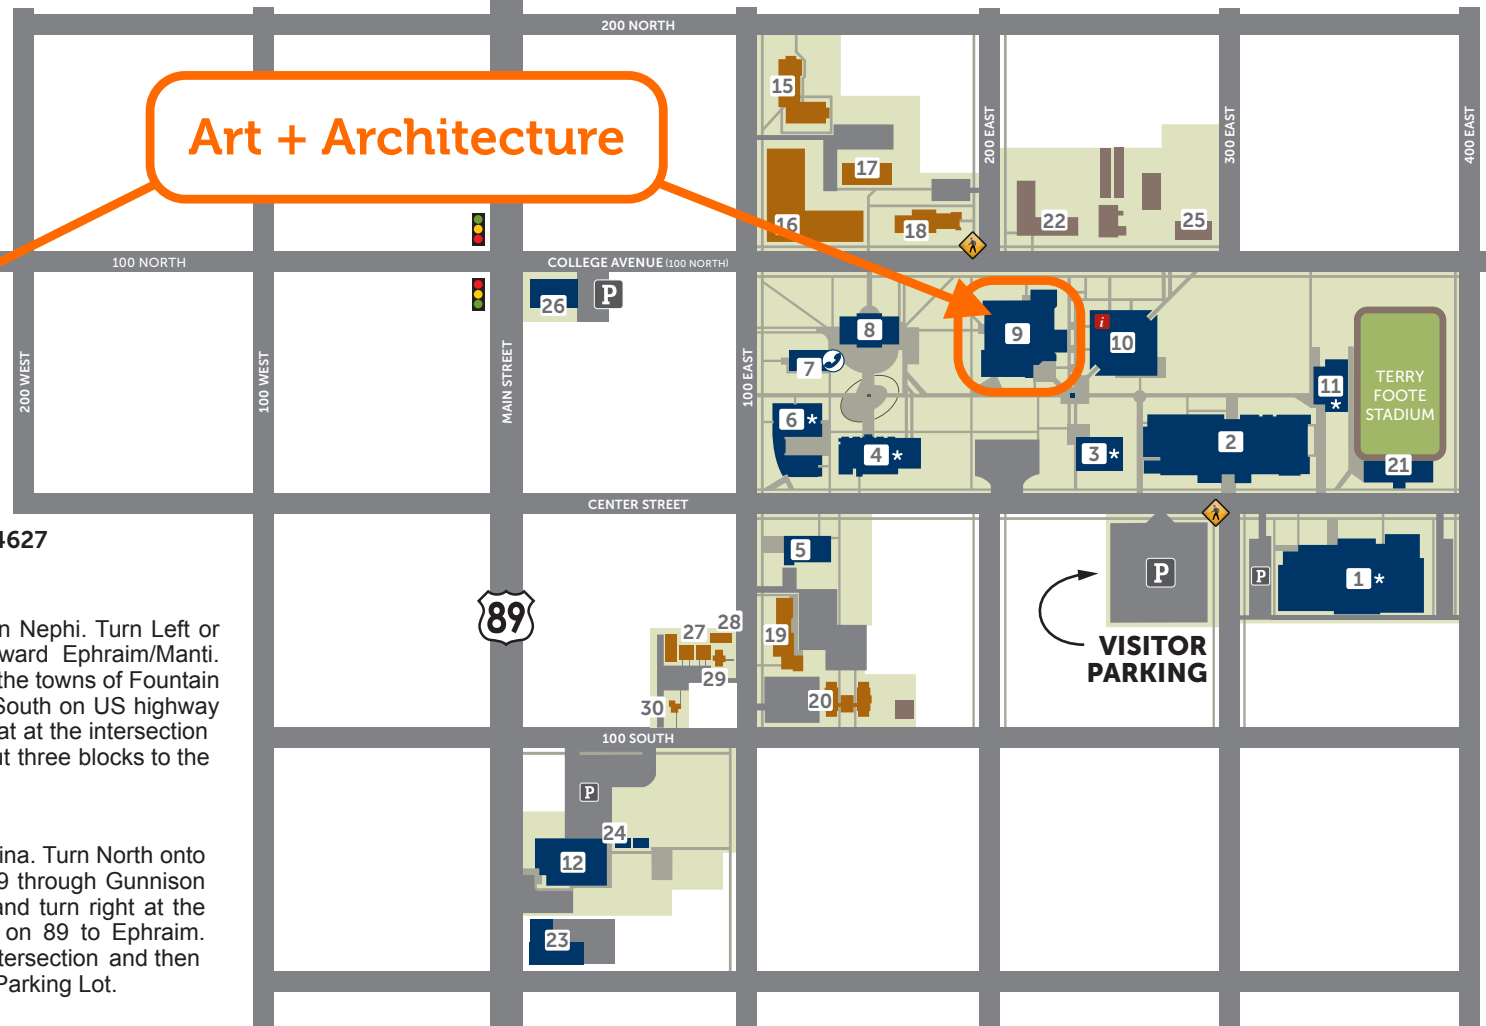 200 NORTH
Art + Architecture
15
17
16
18
22
25
200 EAST
300 EAST
400 EAST
100 NORTH
COLLEGE AVENUE (100 NORTH)
26
P
8
7
9
i
10
11
*
TERRY
FOOTE
STADIUM
200 WEST
100 WEST
MAIN STREET
100 EAST
6 *
4 *
3 *
2
21
CENTER STREET
4627
5
P
P
1 *
VISITOR
PARKING
89
n Nephi. Turn Left or
ward Ephraim/Manti.
the towns of Fountain
South on US highway
at at the intersection
ut three blocks to the
27
28
29
30
19
20
100 SOUTH
P
24
12
23
ina. Turn North onto
9 through Gunnison
and turn right at the
on 89 to Ephraim.
tersection and then
Parking Lot.